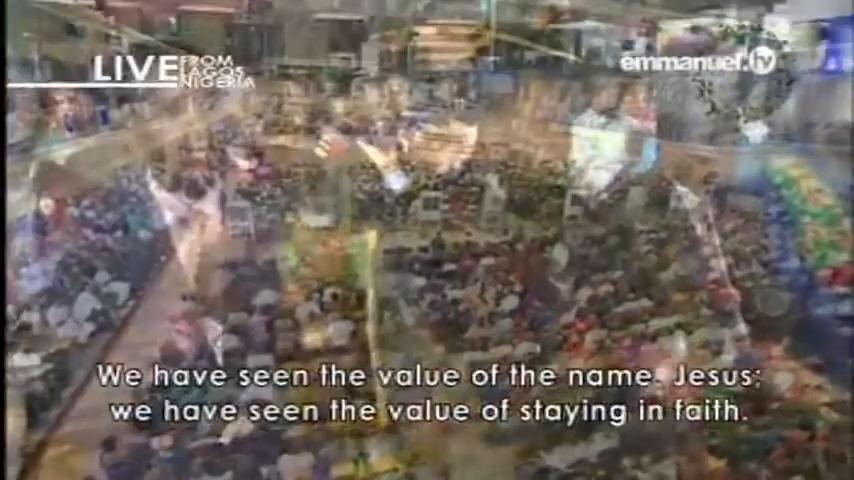 LIVE FROM LAGOS NIGERIA
emmanuel.tv
We have seen the value of the name. Jesus:
we have seen the value of staying in faith.